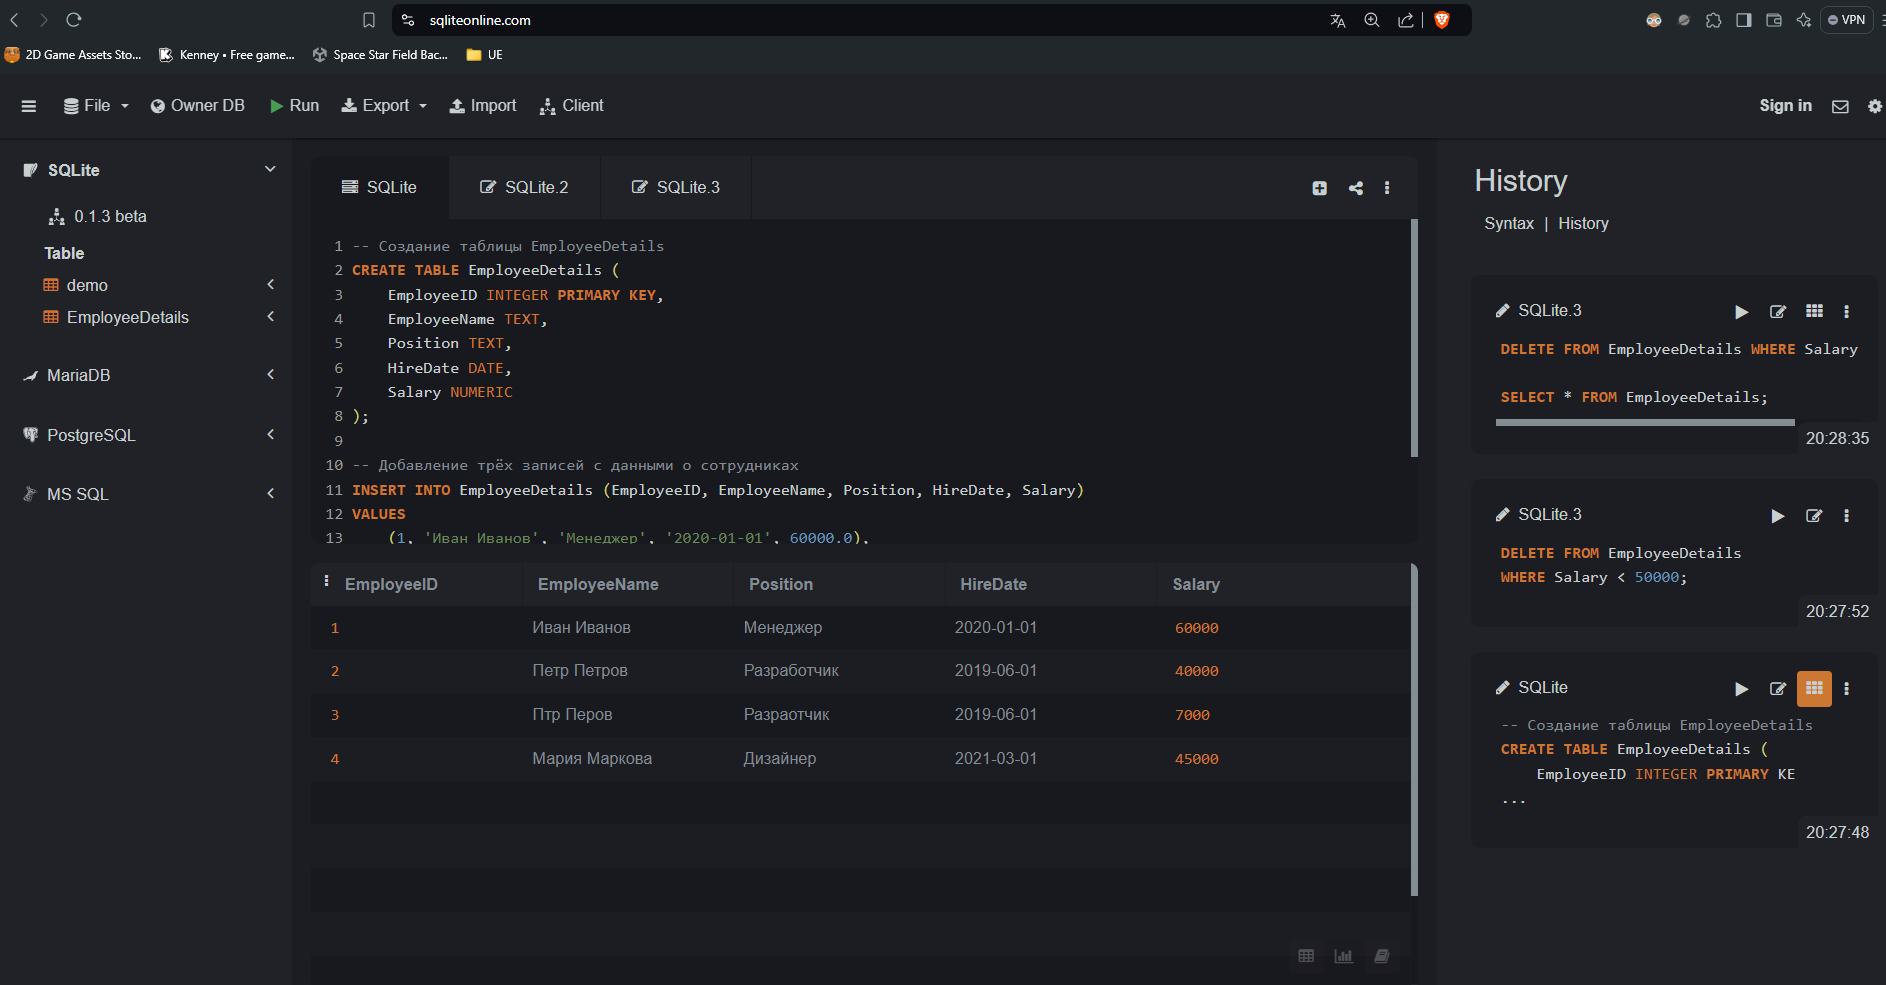 sqliteonline.com
VPN
2D Game Assets Sto...
Kenney • Free game...
Space Star Field Bac...
UE
File
Owner DB
Run
Export
Import
Client
Sign in
SQLite
0.1.3 beta
Table
demo
EmployeeDetails
MariaDB
PostgreSQL
MS SQL
SQLite
SQLite.2
SQLite.3
1 -- Создание таблицы EmployeeDetails
2 CREATE TABLE EmployeeDetails (
3 EmployeeID INTEGER PRIMARY KEY,
4 EmployeeName TEXT,
5 Position TEXT,
6 HireDate DATE,
7 Salary NUMERIC
8 );
9
10 -- Добавление трёх записей с данными о сотрудниках
11 INSERT INTO EmployeeDetails (EmployeeID, EmployeeName, Position, HireDate, Salary)
12 VALUES
13 (1, 'Иван Иванов', 'Менеджер', '2020-01-01', 60000.0),
EmployeeID EmployeeName Position HireDate Salary
1 Иван Иванов Менеджер 2020-01-01 60000
2 Петр Петров Разработчик 2019-06-01 40000
3 Птр Перов Разраотчик 2019-06-01 7000
4 Мария Маркова Дизайнер 2021-03-01 45000
History
Syntax | History
SQLite.3
DELETE FROM EmployeeDetails WHERE Salary
SELECT * FROM EmployeeDetails;
20:28:35
SQLite.3
DELETE FROM EmployeeDetails
WHERE Salary < 50000;
20:27:52
SQLite
-- Создание таблицы EmployeeDetails
CREATE TABLE EmployeeDetails (
EmployeeID INTEGER PRIMARY KE
...
20:27:48